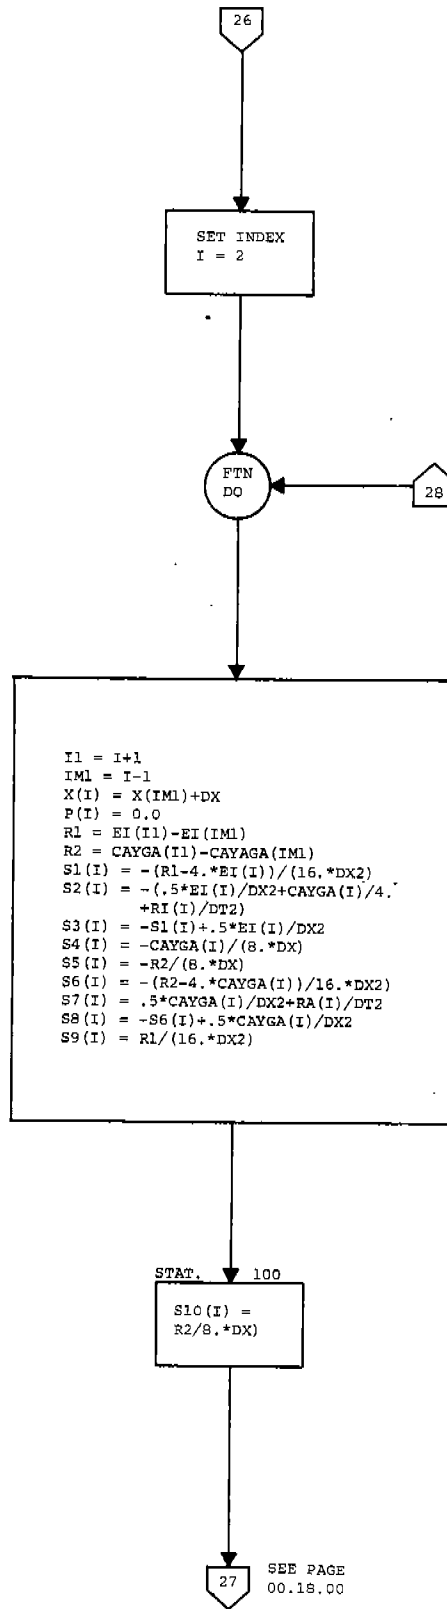 26
SET INDEX
I = 2
FTN
DO
28
I1 = I+1
IM1 = I-1
X(I) = X(IM1)+DX
P(I) = 0.0
R1 = EI(I1)-EI(IM1)
R2 = CAYGA(I1)-CAYAGA(IM1)
S1(I) = -(R1-4.*EI(I))/(16.*DX2)
S2(I) = -(.5*EI(I)/DX2+CAYGA(I)/4.
+RI(I)/DT2)
S3(I) = -S1(I)+.5*EI(I)/DX2
S4(I) = -CAYGA(I)/(8.*DX)
S5(I) = -R2/(8.*DX)
S6(I) = -(R2-4.*CAYGA(I))/16.*DX2)
S7(I) = .5*CAYGA(I)/DX2+RA(I)/DT2
S8(I) = -S6(I)+.5*CAYGA(I)/DX2
S9(I) = R1/(16.*DX2)
STAT. 100
S10(I) =
R2/8.*DX)
27
SEE PAGE
00.18.00